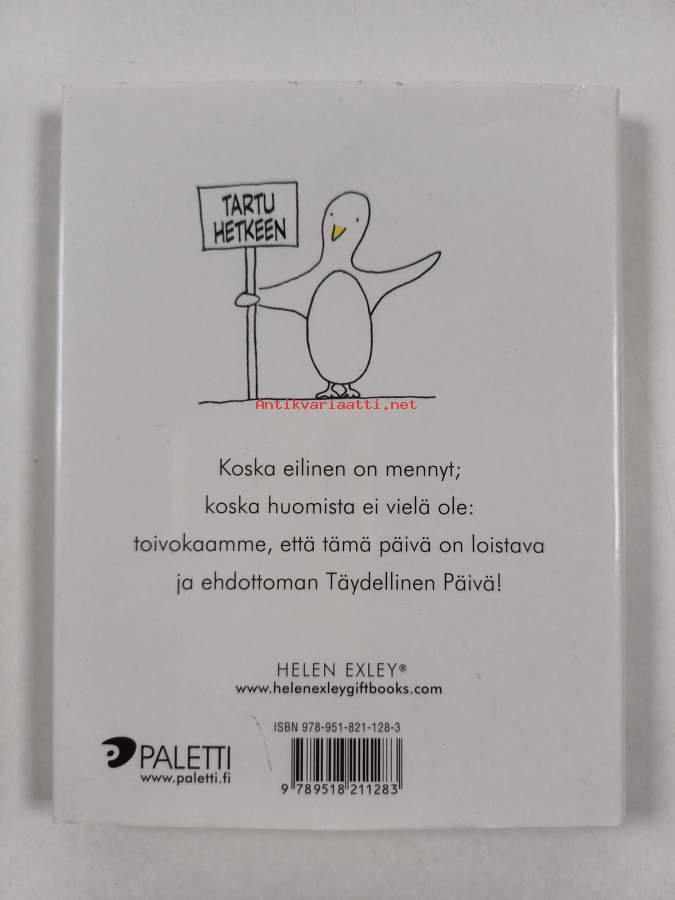 TARTU
HETKEEN
Antikvariaatti.net
Koska eilinen on mennyt;
koska huomista ei vielä ole:
toivokaamme, että tämä päivä on loistava
ja ehdottoman Täydellinen Päivä!
HELEN EXLEY®
www.helenexleygiftbooks.com
ISBN 978-951-821-128-3
PALETTI
www.paletti.fi
9 789518 211283